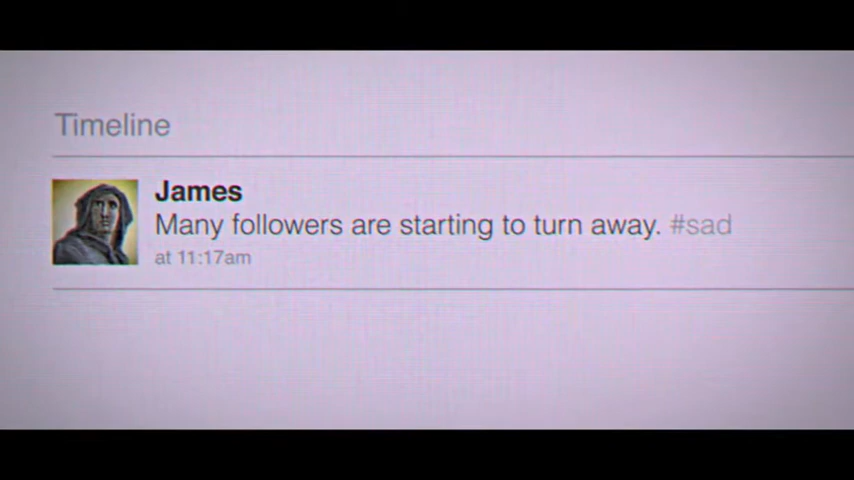 Timeline
James
Many followers are starting to turn away. #sad
at 11:17am